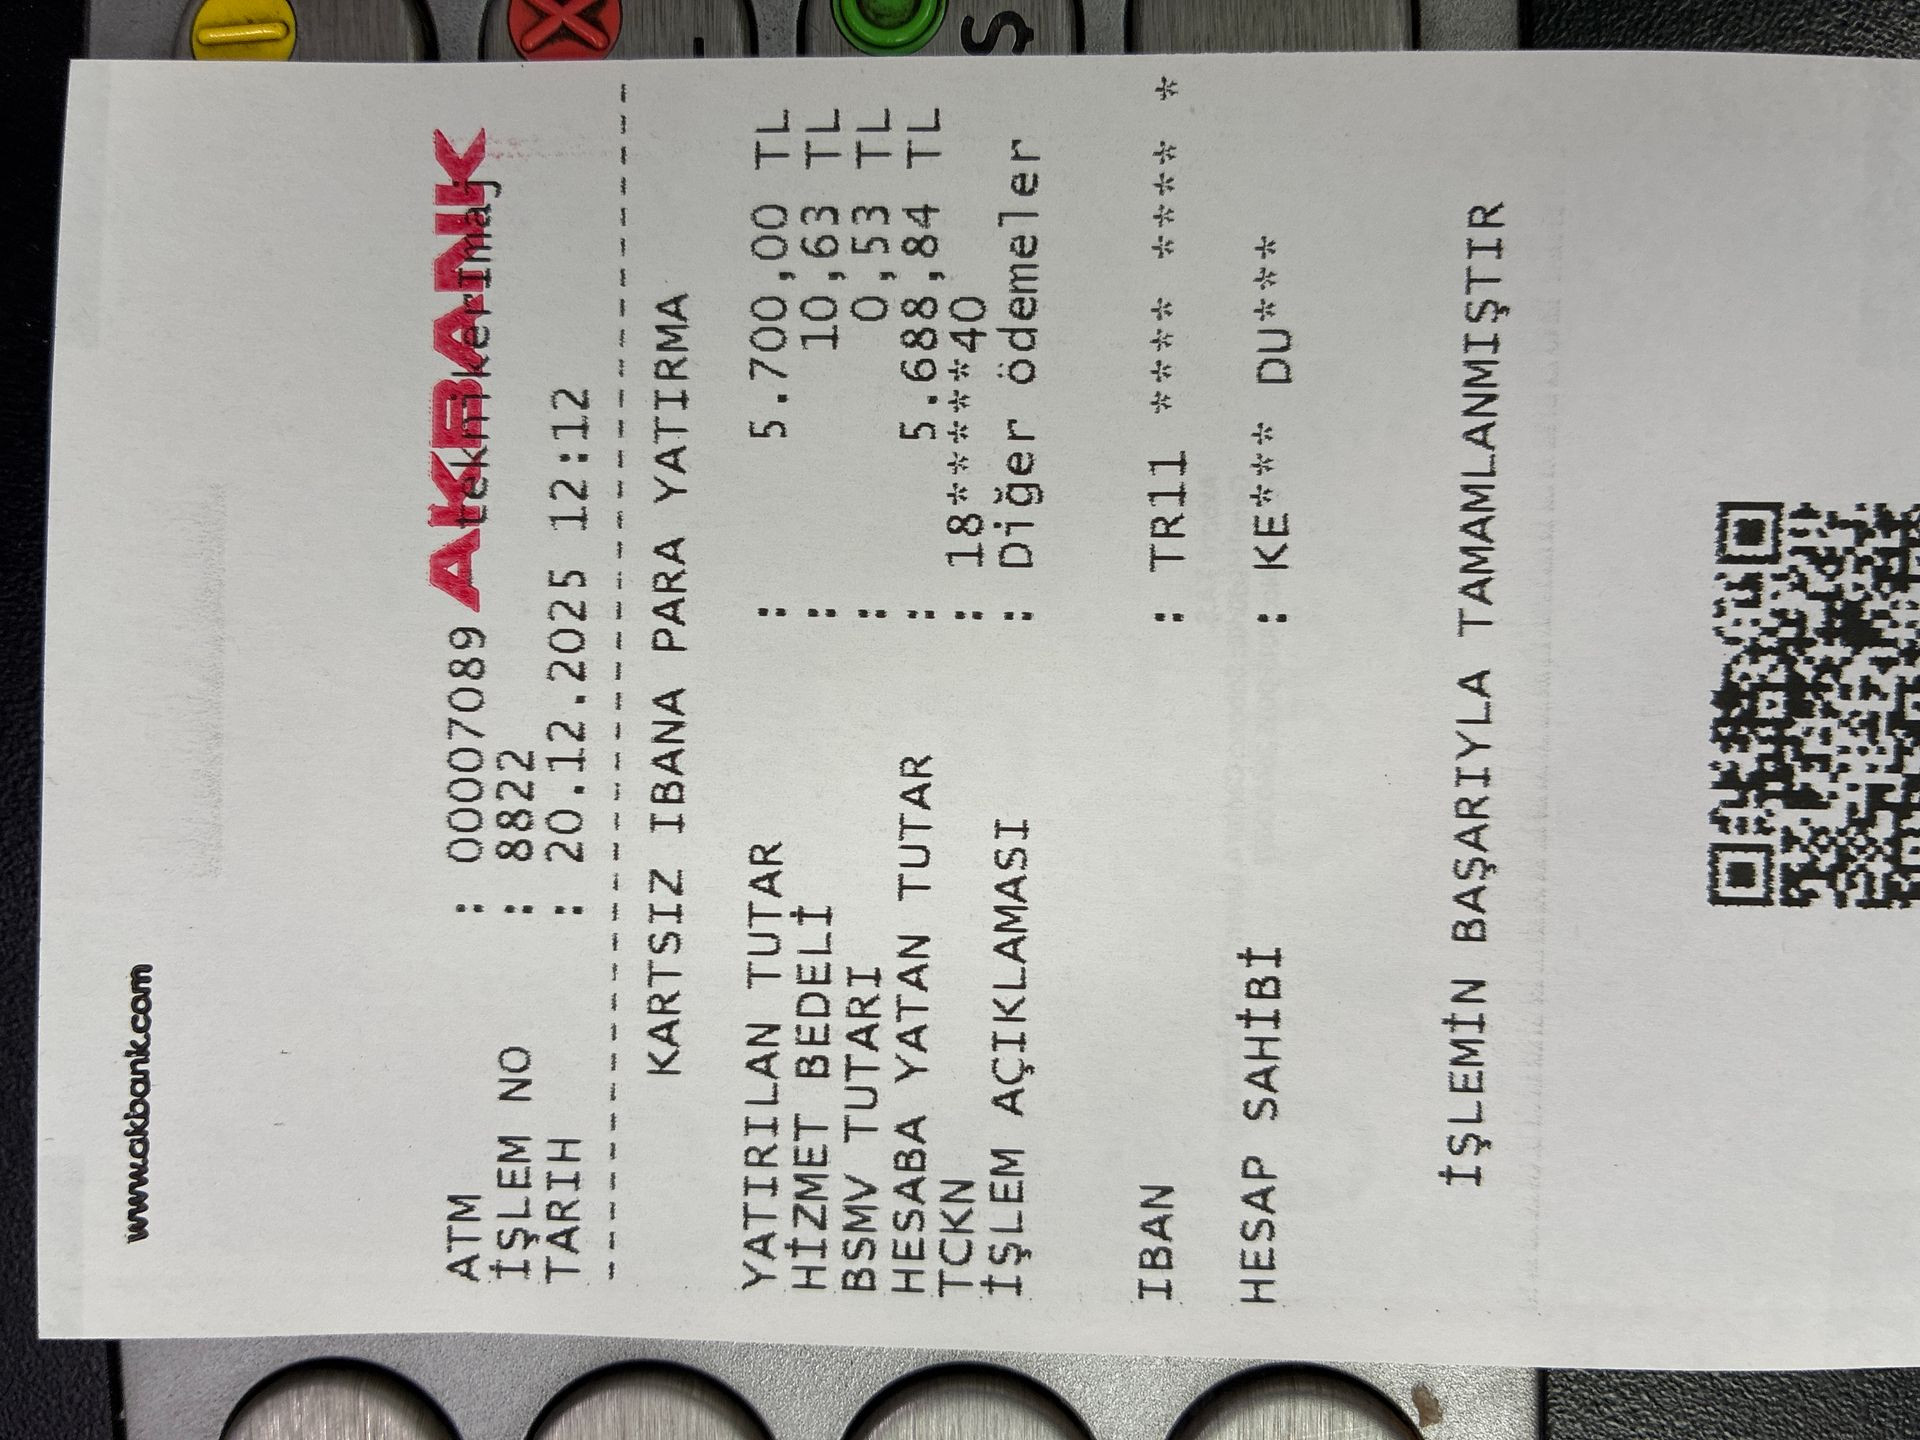 www.akbank.com
AKBANK
ATM : 00007089 teknikerImaj
İŞLEM NO : 8822
TARIH : 20.12.2025 12:12
----------------------------------------
KARTSIZ IBANA PARA YATIRMA
YATIRILAN TUTAR : 5.700,00 TL
HİZMET BEDELİ : 10,63 TL
BSMV TUTARI : 0,53 TL
HESABA YATAN TUTAR : 5.688,84 TL
TCKN : 18*******40
İŞLEM AÇIKLAMASI : Diğer ödemeler
IBAN : TR11 **** **** *
HESAP SAHİBİ : KE*** DU***
İŞLEMİN BAŞARIYLA TAMAMLANMIŞTIR
Ş